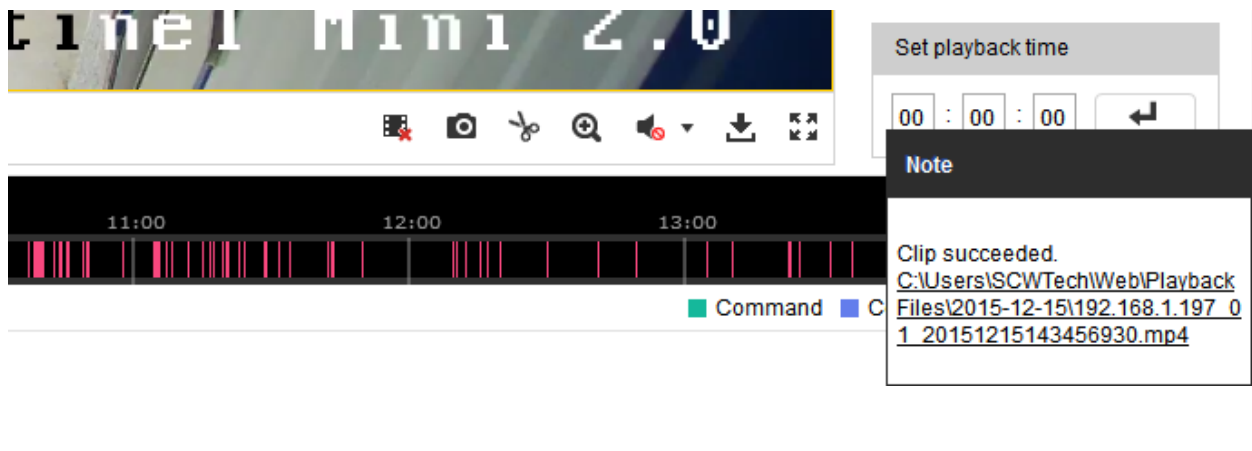 tinel Mini 2.0
Set playback time
00 : 00 : 00
Note
11:00 12:00 13:00
Clip succeeded.
C:\Users\SCWTech\Web\Playback
Files\2015-12-15\192.168.1.197_0
1_20151215143456930.mp4
Command C